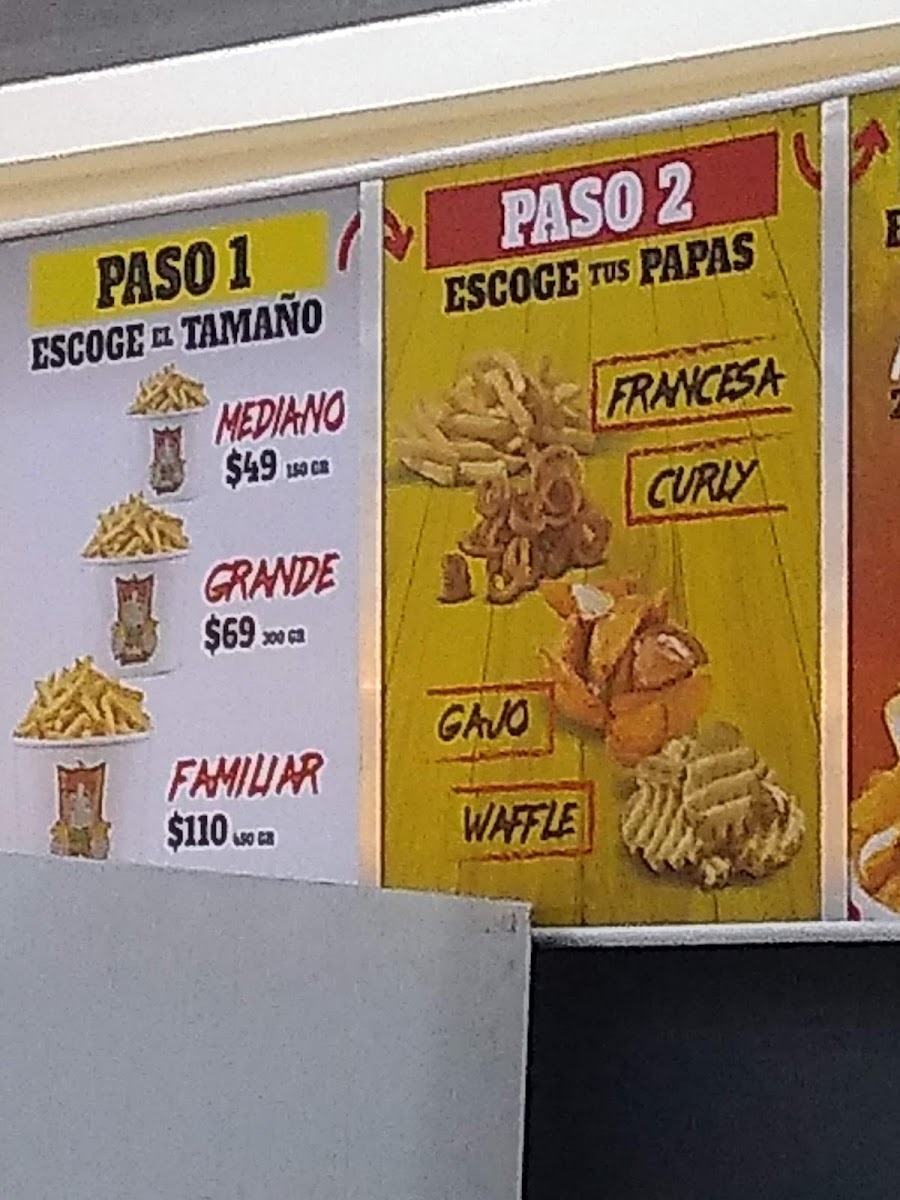 PASO 1
ESCOGE EL TAMAÑO
MEDIANO
$49 150 GR
GRANDE
$69 300 GR
FAMILIAR
$110 450 GR
PASO 2
ESCOGE TUS PAPAS
FRANCESA
CURLY
GAJO
WAFFLE